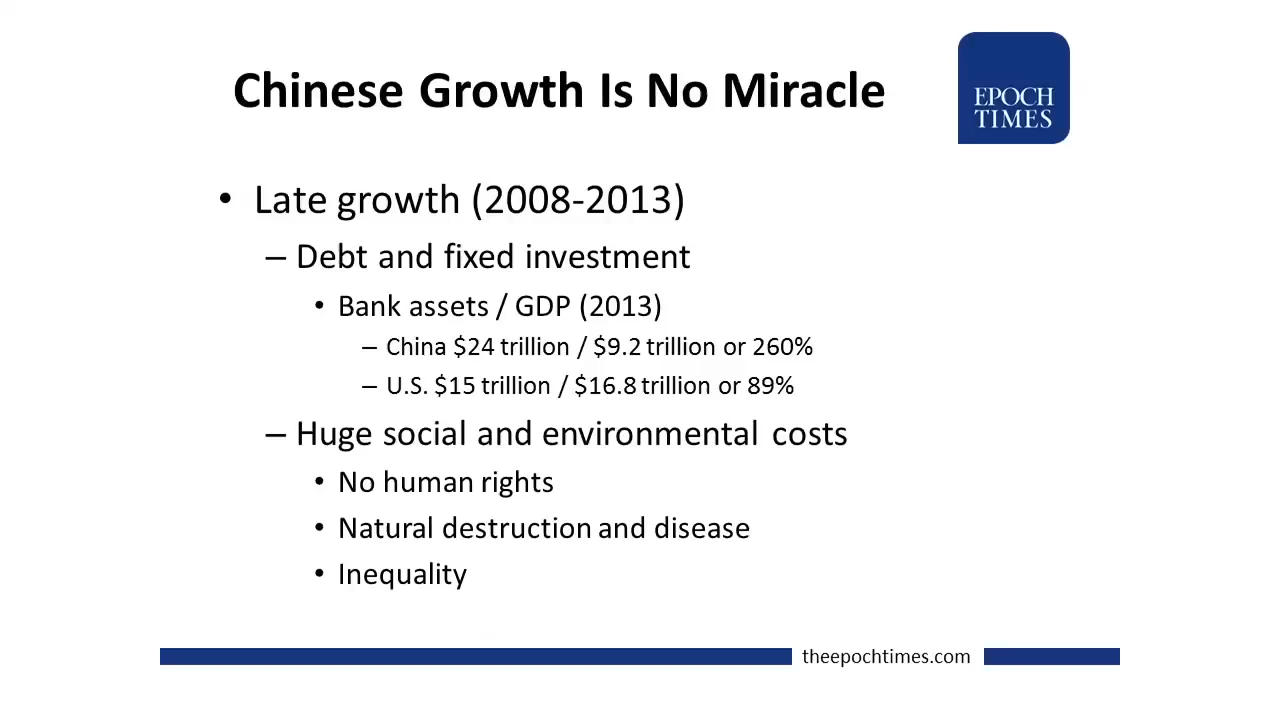 Chinese Growth Is No Miracle
EPOCH
TIMES
• Late growth (2008-2013)
– Debt and fixed investment
• Bank assets / GDP (2013)
– China $24 trillion / $9.2 trillion or 260%
– U.S. $15 trillion / $16.8 trillion or 89%
– Huge social and environmental costs
• No human rights
• Natural destruction and disease
• Inequality
theepochtimes.com